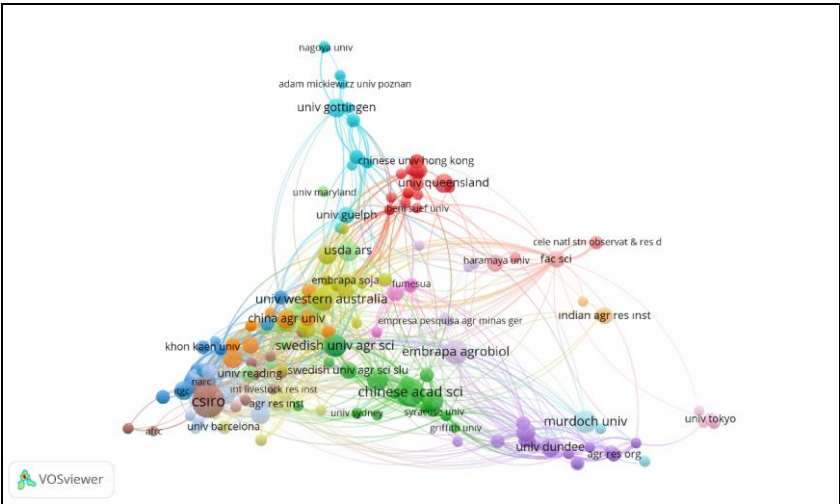 nagoya univ
adam mickiewicz univ poznan
univ gottingen
chinese univ hong kong
univ queensland
univ maryland
beni suef univ
univ guelph
cele natl stn observat & res d
usda ars
haramaya univ
fac sci
embrapa soja
fumesua
univ western australia
china agr univ
empresa pesquisa agr minas ger
indian agr res inst
khon kaen univ
swedish univ agr sci
embrapa agrobiol
univ reading
swedish univ agr sci slu
narc
int livestock res inst
itgc
chinese acad sci
csiro
agr res inst
univ sydney
syracuse univ
univ barcelona
griffith univ
murdoch univ
univ tokyo
afrc
univ dundee
agr res org
VOSviewer